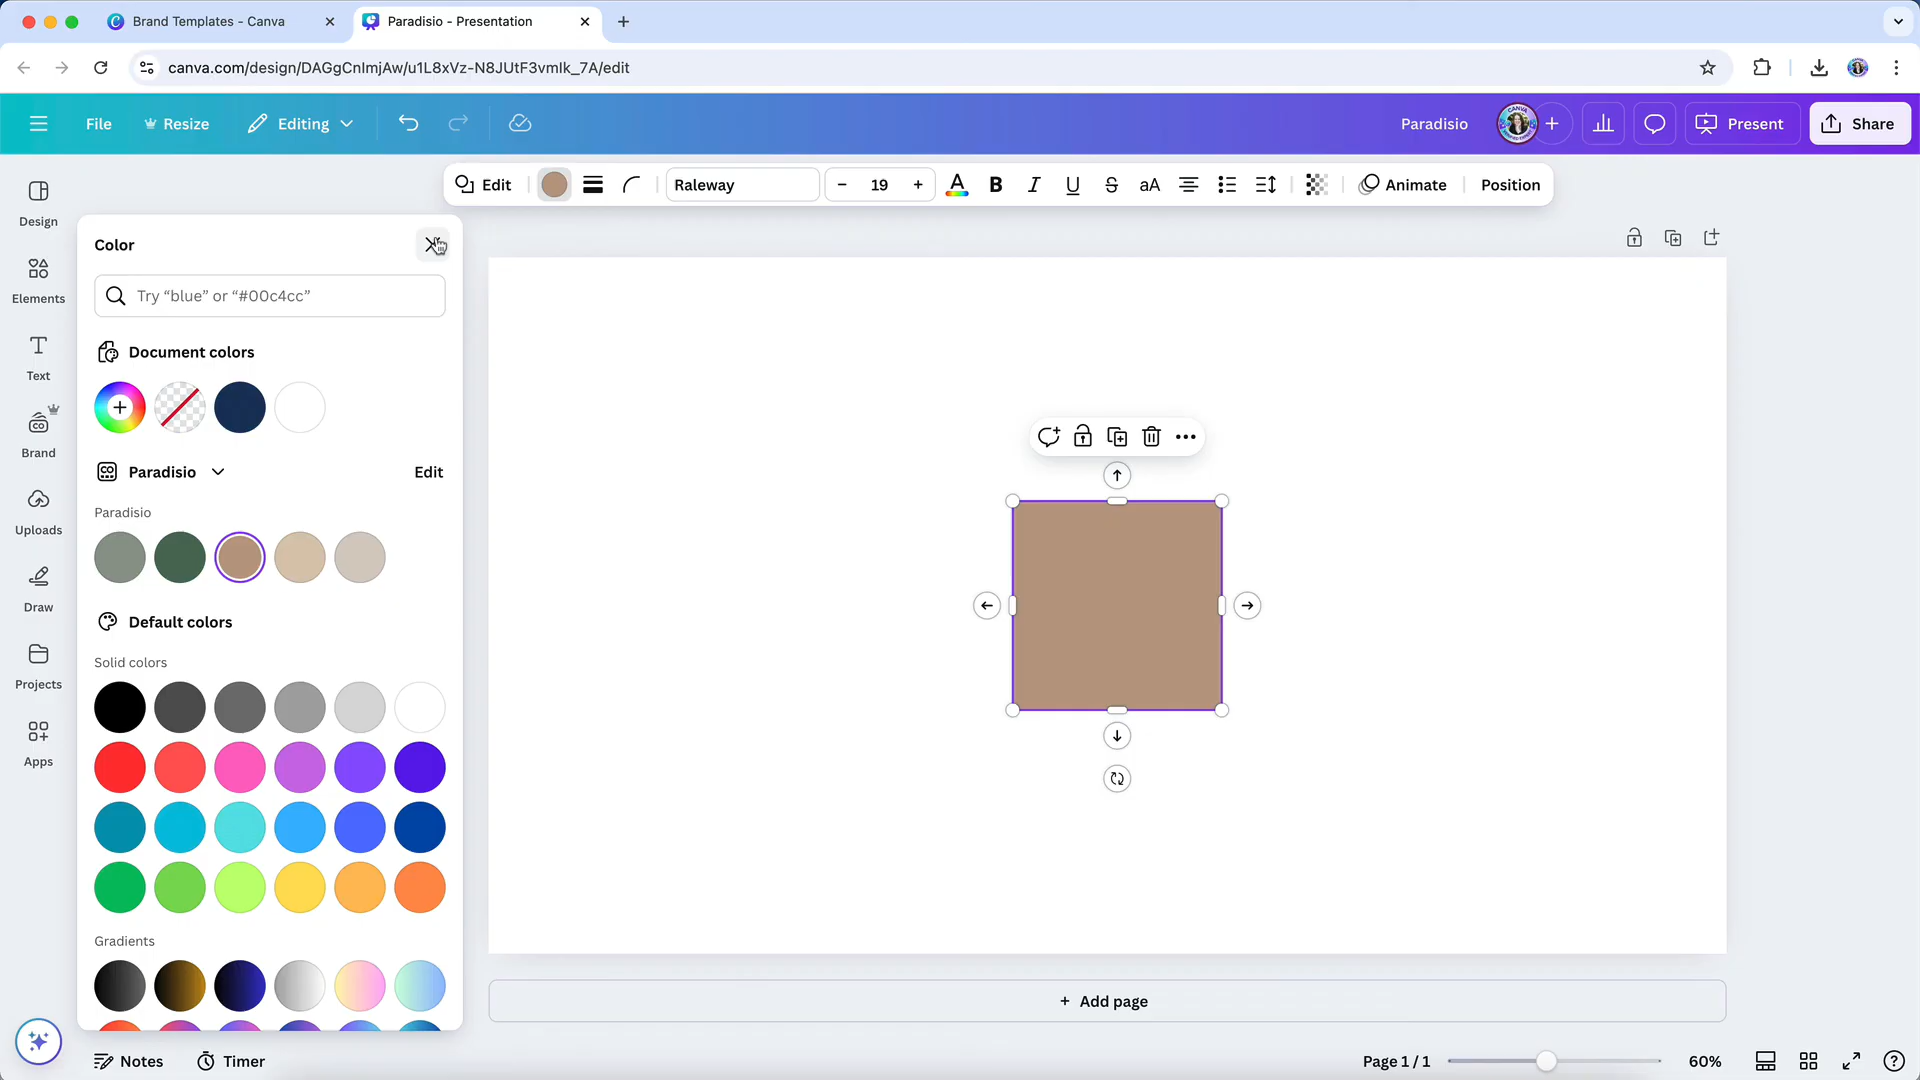 Brand Templates - Canva
Paradisio - Presentation
canva.com/design/DAGgCnlmjAw/u1L8xVz-N8JUtF3vmlk_7A/edit
File
Resize
Editing
Paradisio
Present
Share
Edit
Raleway
19
Animate
Position
Design
Elements
Text
Brand
Uploads
Draw
Projects
Apps
Color
Try “blue” or “#00c4cc”
Document colors
Paradisio
Edit
Paradisio
Default colors
Solid colors
Gradients
+ Add page
Notes
Timer
Page 1 / 1
60%